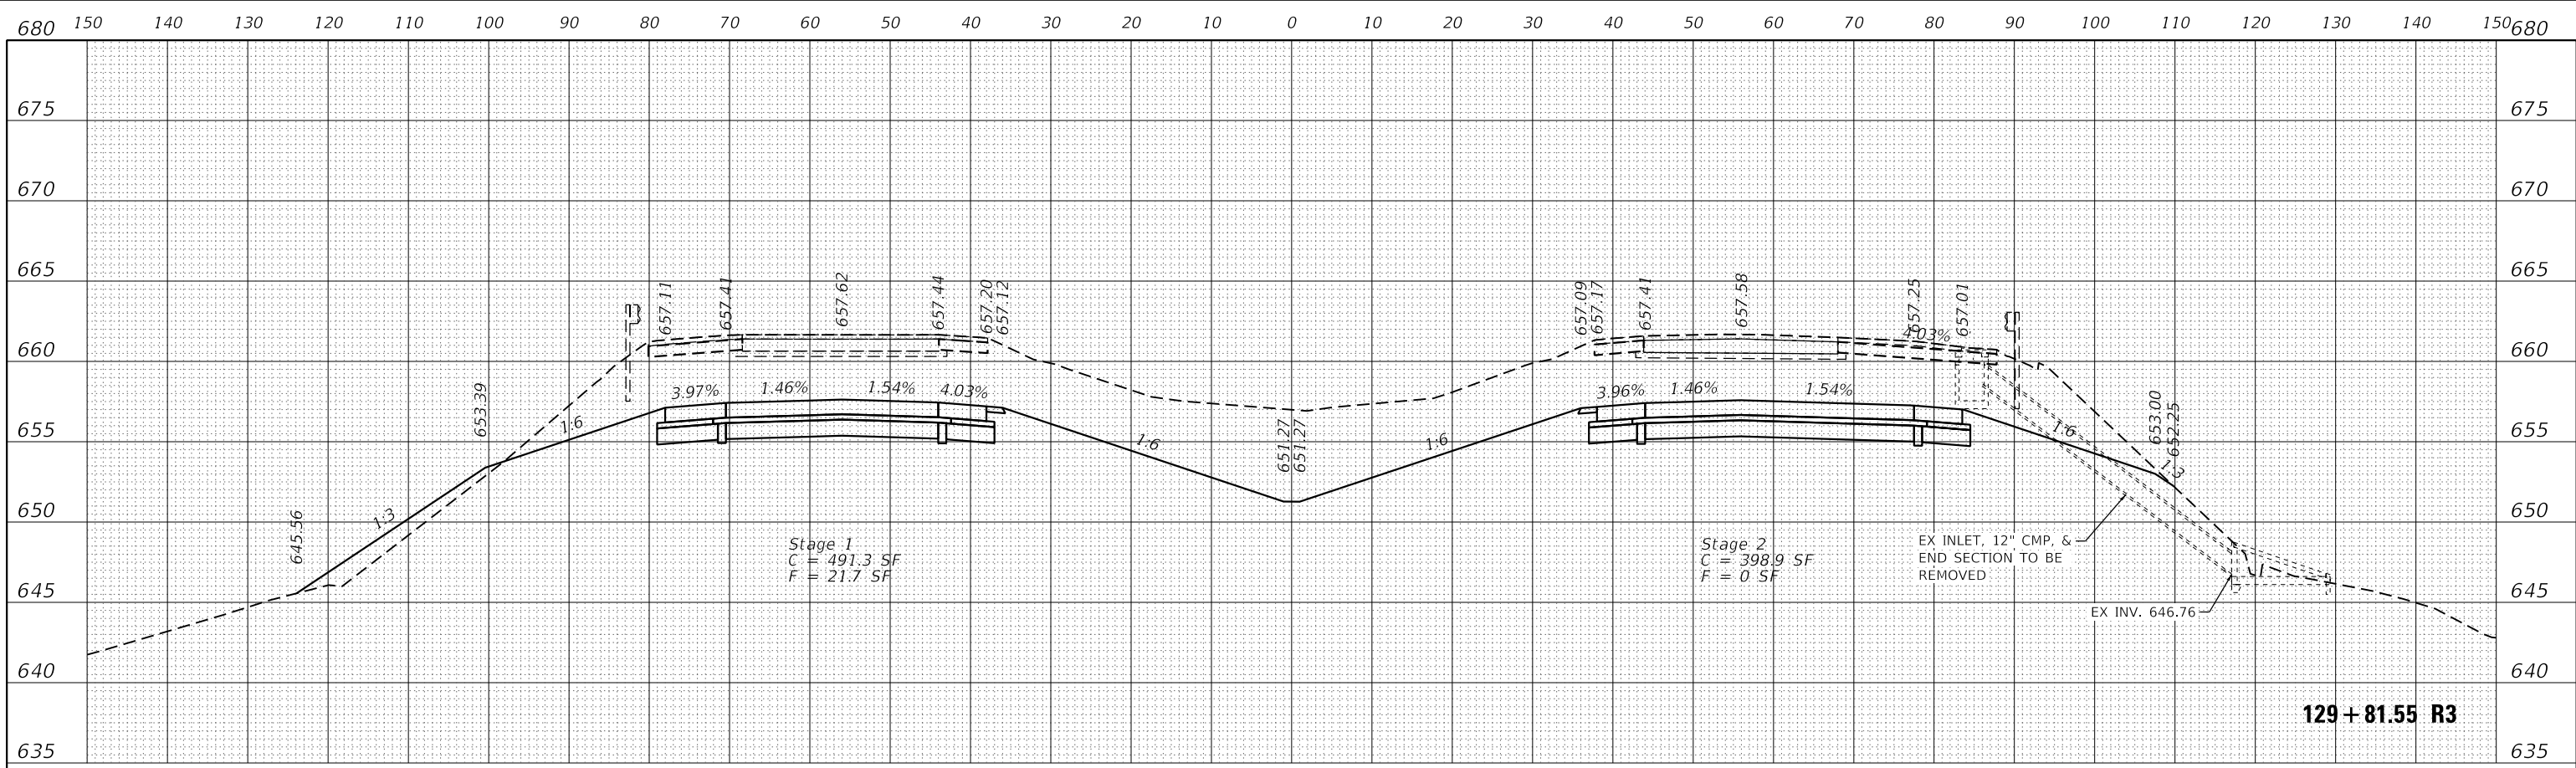 150 140 130 120 110 100 90 80 70 60 50 40 30 20 10 0 10 20 30 40 50 60 70 80 90 100 110 120 130 140 150
680 680
675 675
670 670
665 665
657.11 657.41 657.62 657.44 657.20 657.12 657.09 657.17 657.41 657.58 657.25 657.01
4.03%
660 660
3.97% 1.46% 1.54% 4.03% 3.96% 1.46% 1.54%
653.39 1:6 1:6 651.27 651.27 1:6 1:6 653.00 652.25
655 655
1:3
650 650
645.56 1:3
Stage 1
C = 491.3 SF
F = 21.7 SF
Stage 2
C = 398.9 SF
F = 0 SF
EX INLET, 12" CMP, &
END SECTION TO BE
REMOVED
645 645
EX INV. 646.76
640 640
129+81.55 R3
635 635